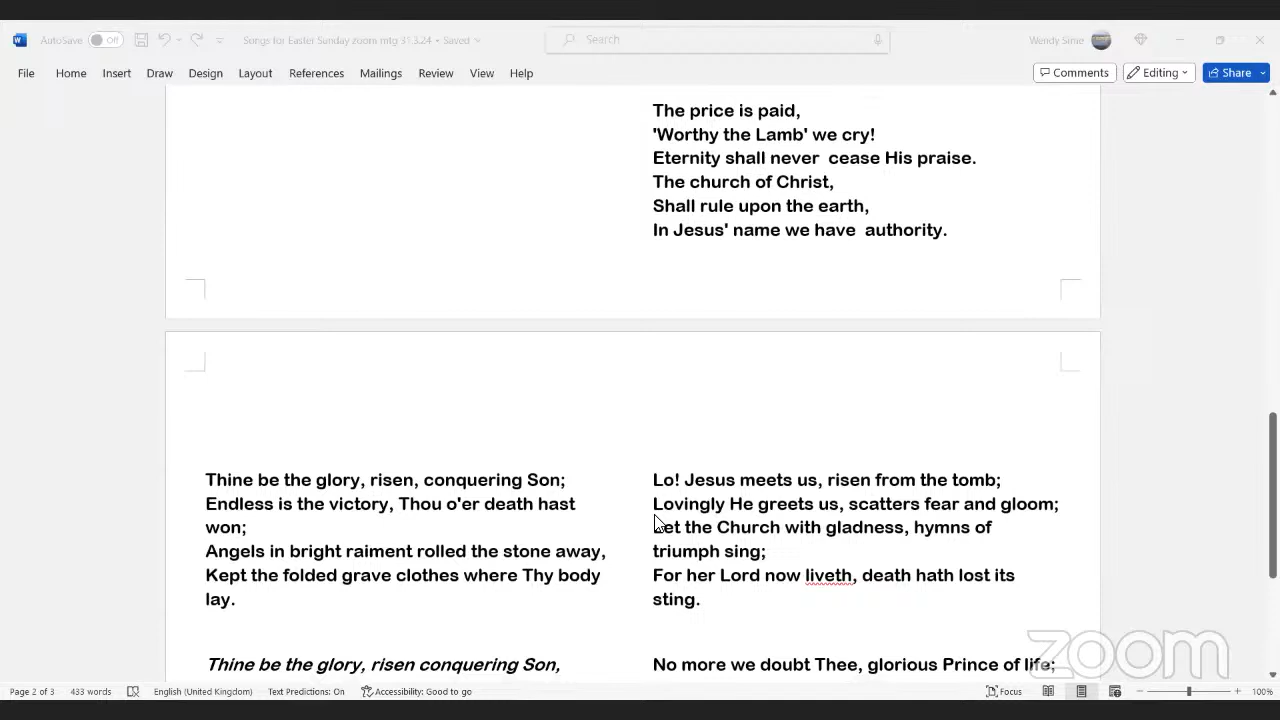 AutoSave Off
Songs for Easter Sunday zoom mtg 31.3.24 • Saved
Search
Wendy Sime
File Home Insert Draw Design Layout References Mailings Review View Help
Comments Editing Share
The price is paid,
'Worthy the Lamb' we cry!
Eternity shall never  cease His praise.
The church of Christ,
Shall rule upon the earth,
In Jesus' name we have  authority.
Thine be the glory, risen, conquering Son;
Endless is the victory, Thou o'er death hast
won;
Angels in bright raiment rolled the stone away,
Kept the folded grave clothes where Thy body
lay.
Thine be the glory, risen conquering Son,
Lo! Jesus meets us, risen from the tomb;
Lovingly He greets us, scatters fear and gloom;
Let the Church with gladness, hymns of
triumph sing;
For her Lord now liveth, death hath lost its
sting.
No more we doubt Thee, glorious Prince of life;
zoom
Page 2 of 3 433 words English (United Kingdom) Text Predictions: On Accessibility: Good to go Focus 100%